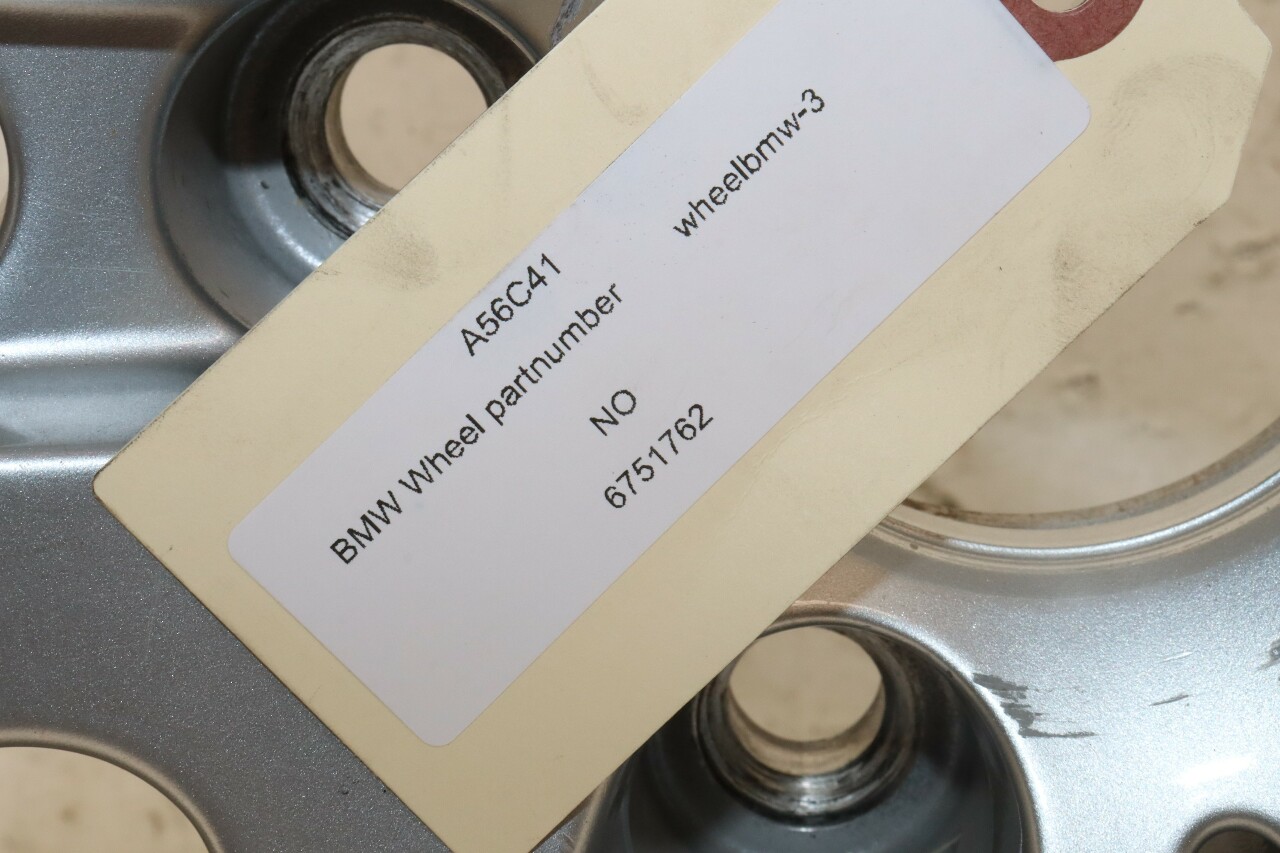 A56C41
wheelbmw-3
BMW Wheel partnumber
NO
6751762